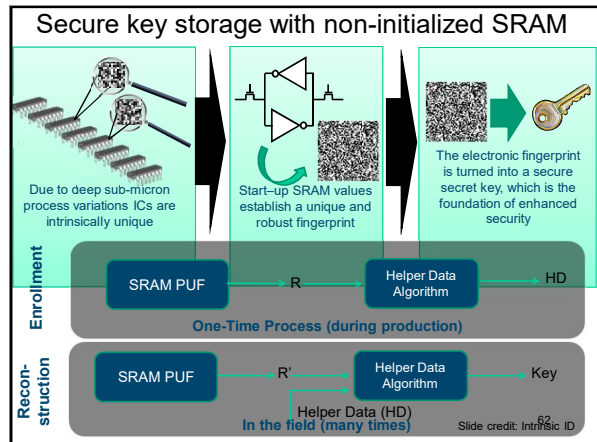 Secure key storage with non-initialized SRAM
Due to deep sub-micron
process variations ICs are
intrinsically unique
Start–up SRAM values
establish a unique and
robust fingerprint
The electronic fingerprint
is turned into a secure
secret key, which is the
foundation of enhanced
security
Enrollment
SRAM PUF
R
Helper Data
Algorithm
HD
One-Time Process (during production)
Recon-
struction
SRAM PUF
R'
Helper Data
Algorithm
Key
Helper Data (HD)
In the field (many times)
62
Slide credit: Intrinsic ID